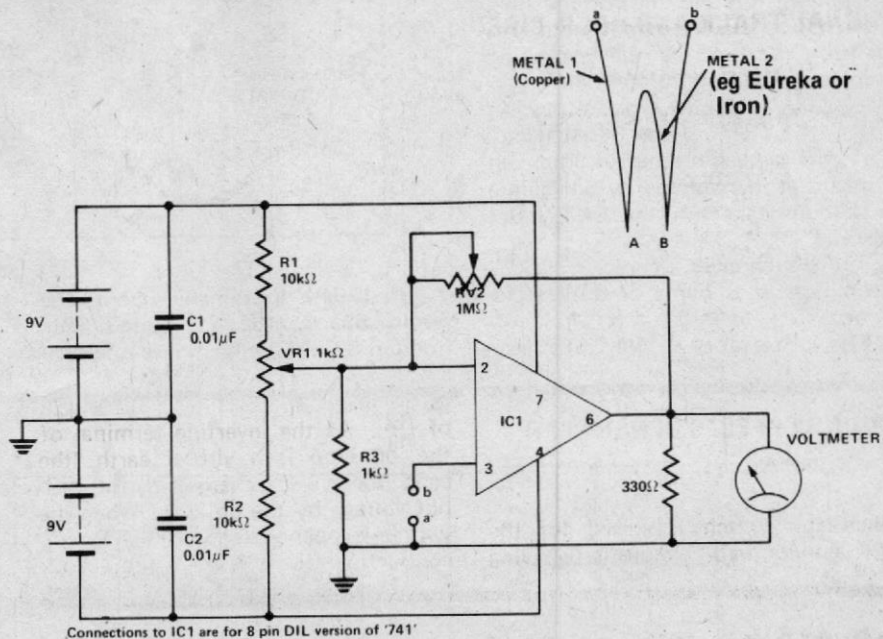 a
b
METAL 1
(Copper)
METAL 2
(eg Eureka or
Iron)
A
B
R1
10kΩ
RV2
1MΩ
9V
C1
0.01μF
VR1 1kΩ
2
7
IC1
6
3
4
VOLTMETER
R3
1kΩ
b
a
330Ω
9V
C2
0.01μF
R2
10kΩ
Connections to IC1 are for 8 pin DIL version of '741'